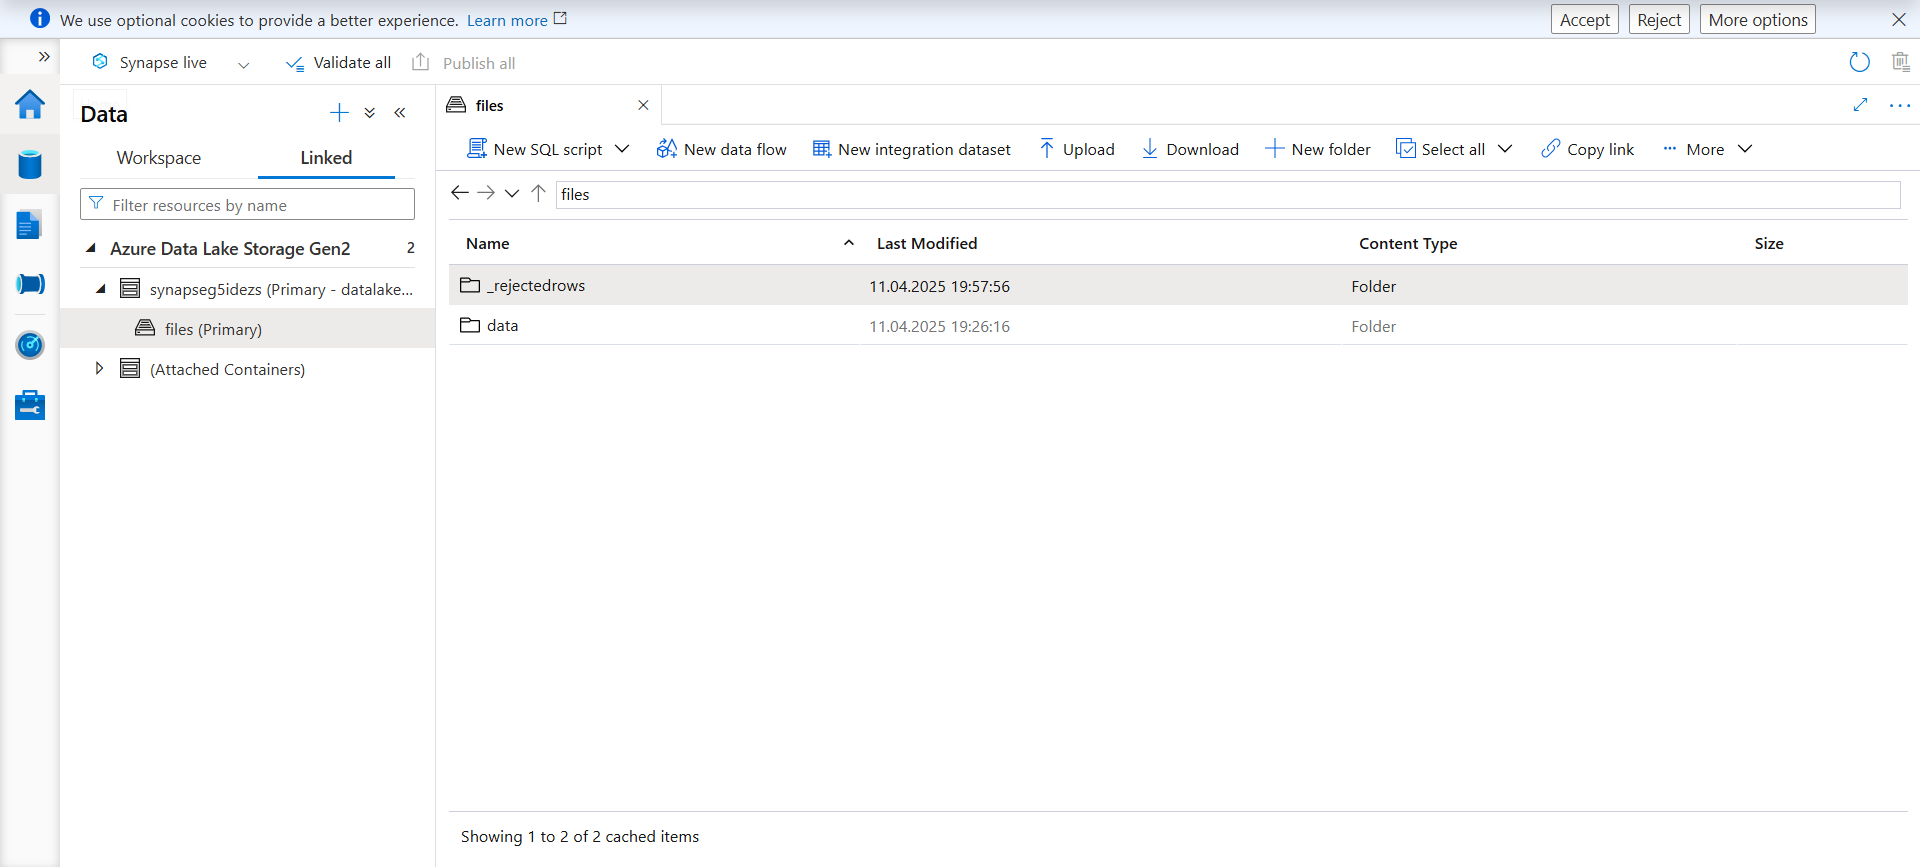 We use optional cookies to provide a better experience. Learn more
Accept
Reject
More options
Synapse live
Validate all
Publish all
Data
Workspace
Linked
Filter resources by name
Azure Data Lake Storage Gen2 2
synapseg5idezs (Primary - datalake...
files (Primary)
(Attached Containers)
files
New SQL script
New data flow
New integration dataset
Upload
Download
New folder
Select all
Copy link
More
files
Name Last Modified Content Type Size
_rejectedrows 11.04.2025 19:57:56 Folder
data 11.04.2025 19:26:16 Folder
Showing 1 to 2 of 2 cached items